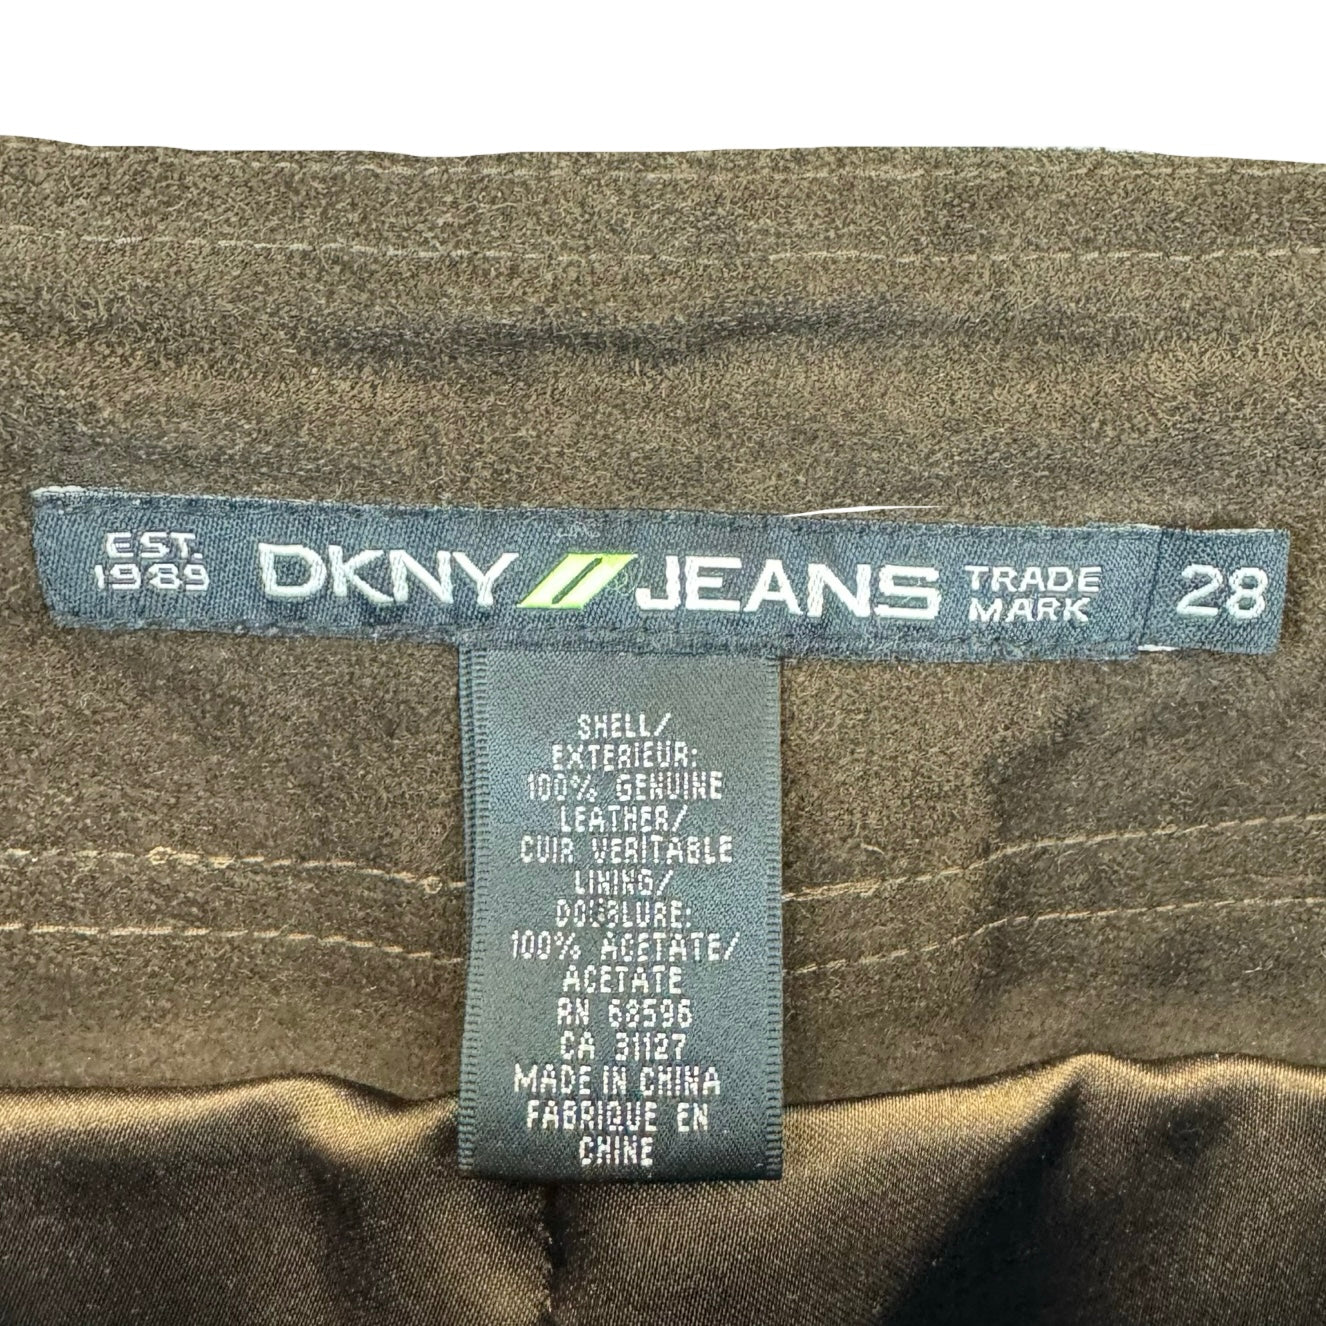 EST.
1989
DKNY JEANS
TRADE
MARK
28
SHELL/
EXTERIEUR:
100% GENUINE
LEATHER/
CUIR VERITABLE
LINING/
DOUBLURE:
100% ACETATE/
ACETATE
RN 68596
CA 31127
MADE IN CHINA
FABRIQUE EN
CHINE